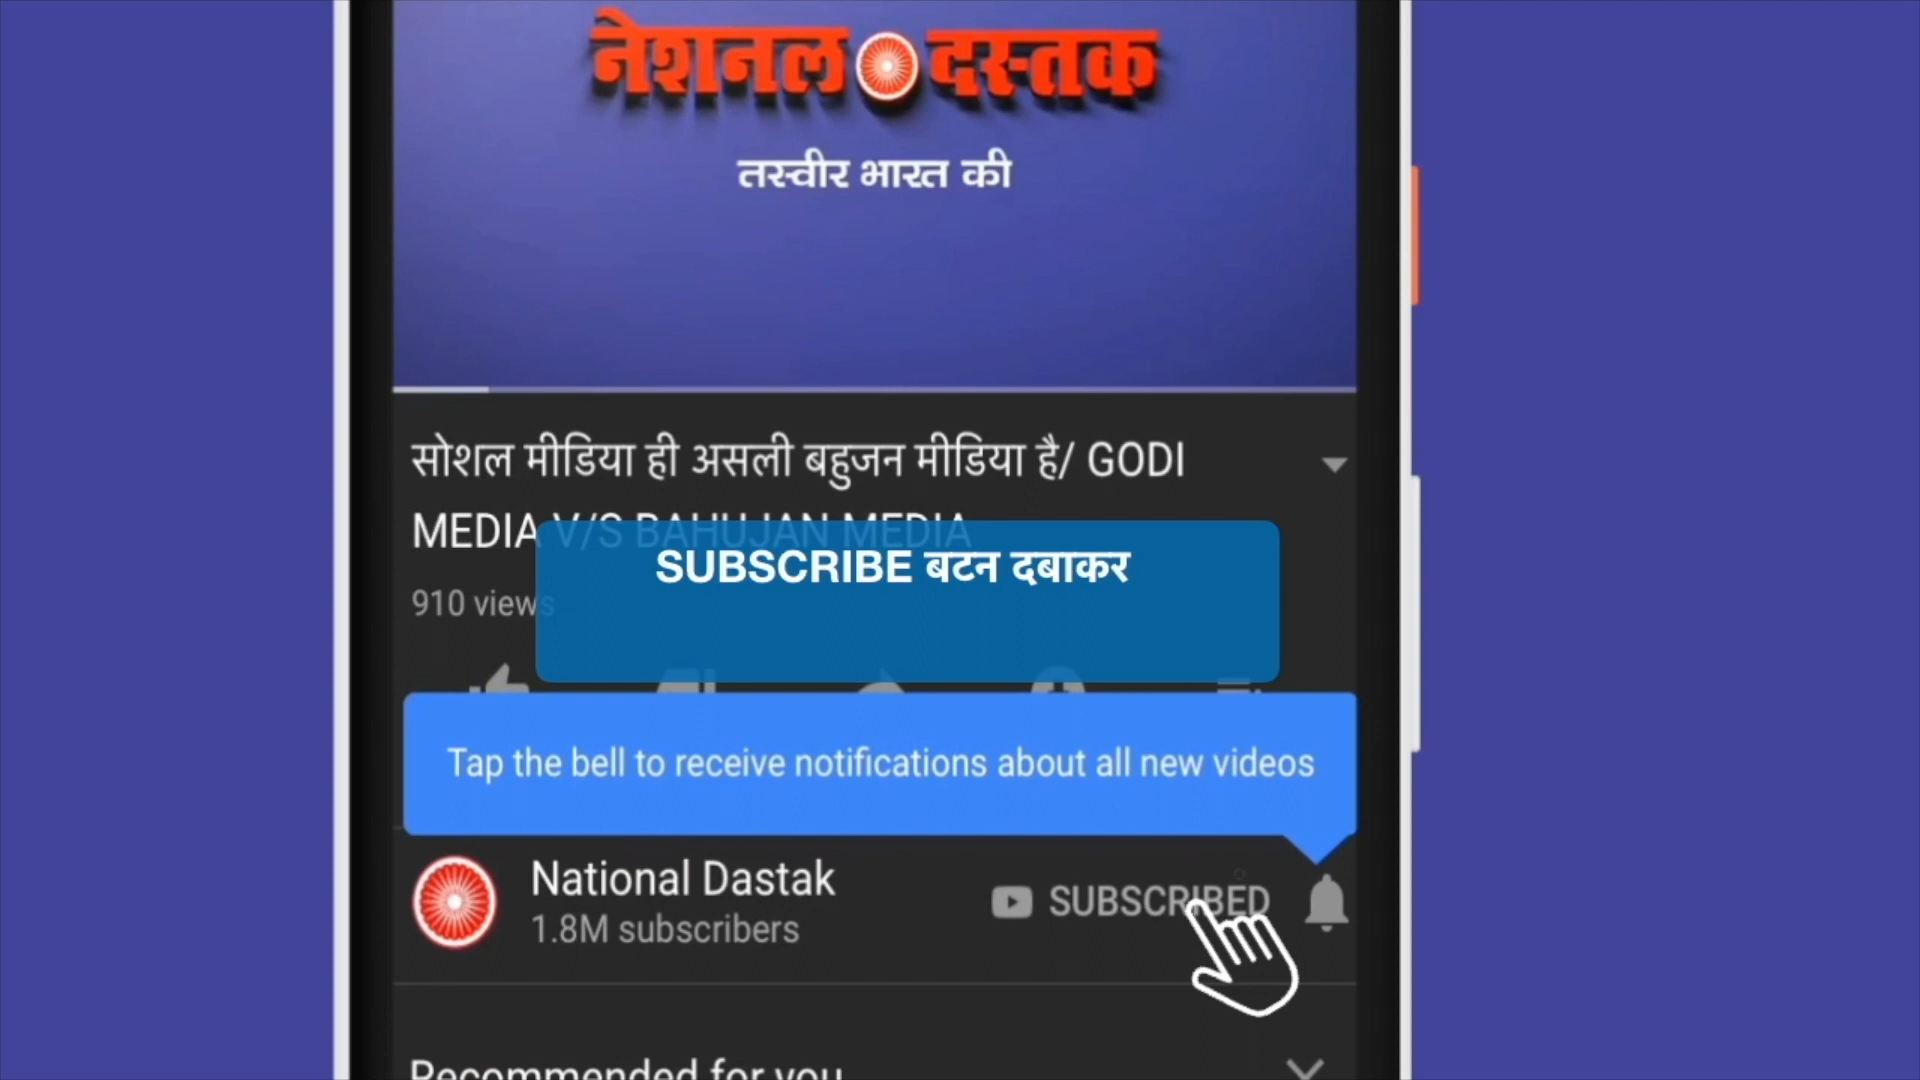 नेशनल दस्तक
तस्वीर भारत की
सोशल मीडिया ही असली बहुजन मीडिया है/ GODI
MEDIA V/S BAHUJAN MEDIA
SUBSCRIBE बटन दबाकर
910 views
Tap the bell to receive notifications about all new videos
National Dastak
SUBSCRIBED
1.8M subscribers
Recommended for you